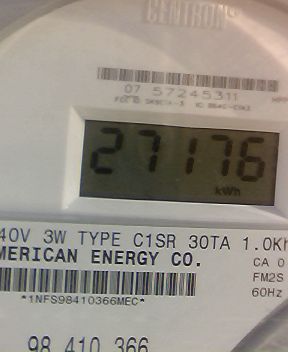 CENTRON®
07 57245311
27176
kWh
40V 3W TYPE C1SR 30TA 1.0Kh
MERICAN ENERGY CO.
CA 0
FM2S
60Hz
*1NFS98410366MEC*
98 410 366